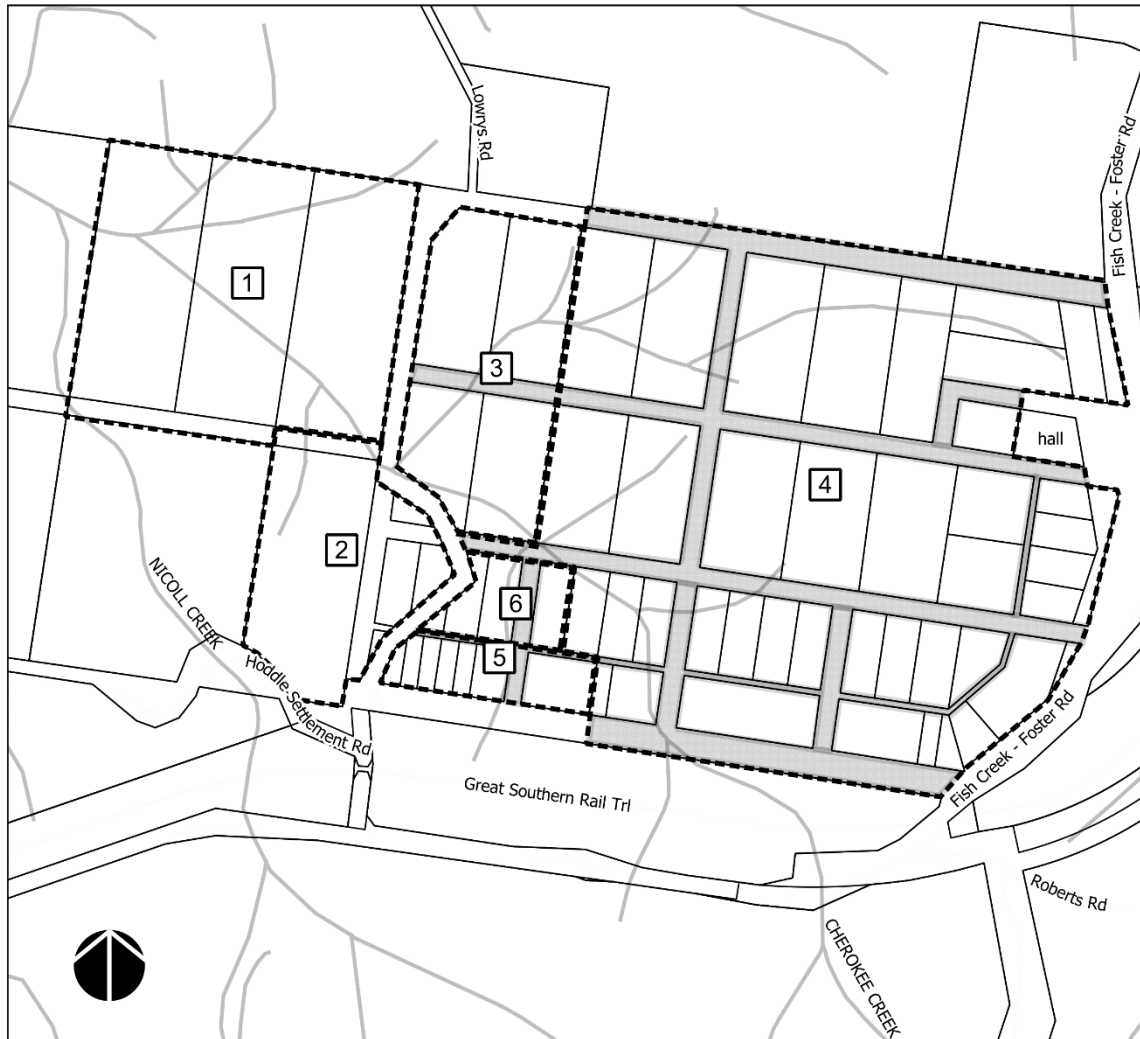 Lowrys Rd
Fish Creek - Foster Rd
1
3
hall
4
2
NICOLL CREEK
6
5
Hoddle Settlement Rd
Fish Creek - Foster Rd
Great Southern Rail Trl
Roberts Rd
CHEROKEE CREEK